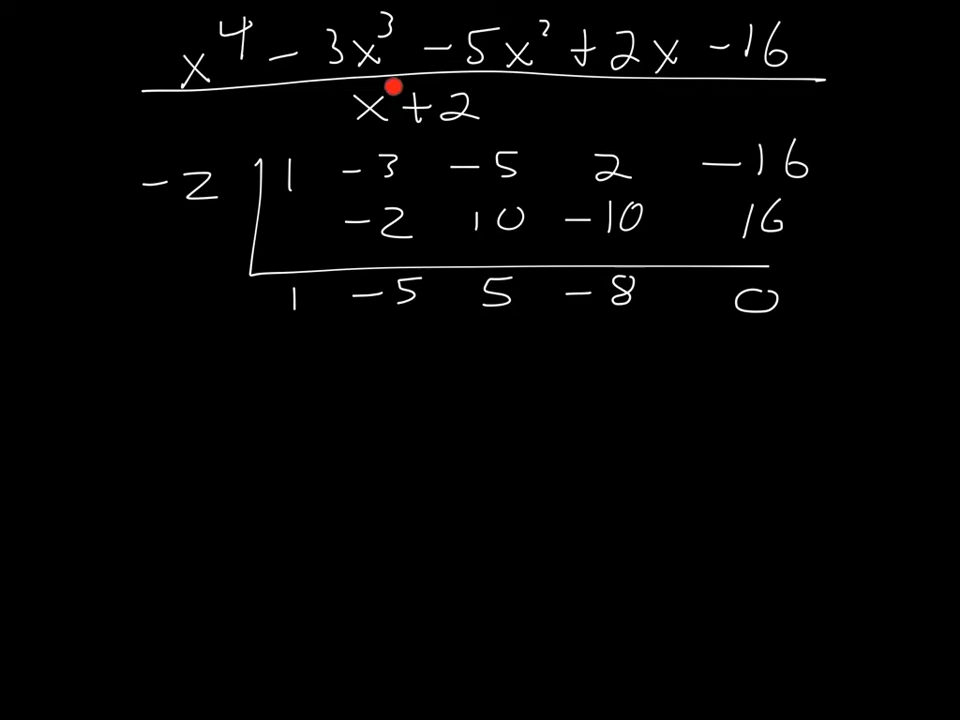 x⁴ - 3x³ - 5x² + 2x - 16
x + 2
-2 | 1 -3 -5 2 -16
-2 10 -10 16
1 -5 5 -8 0